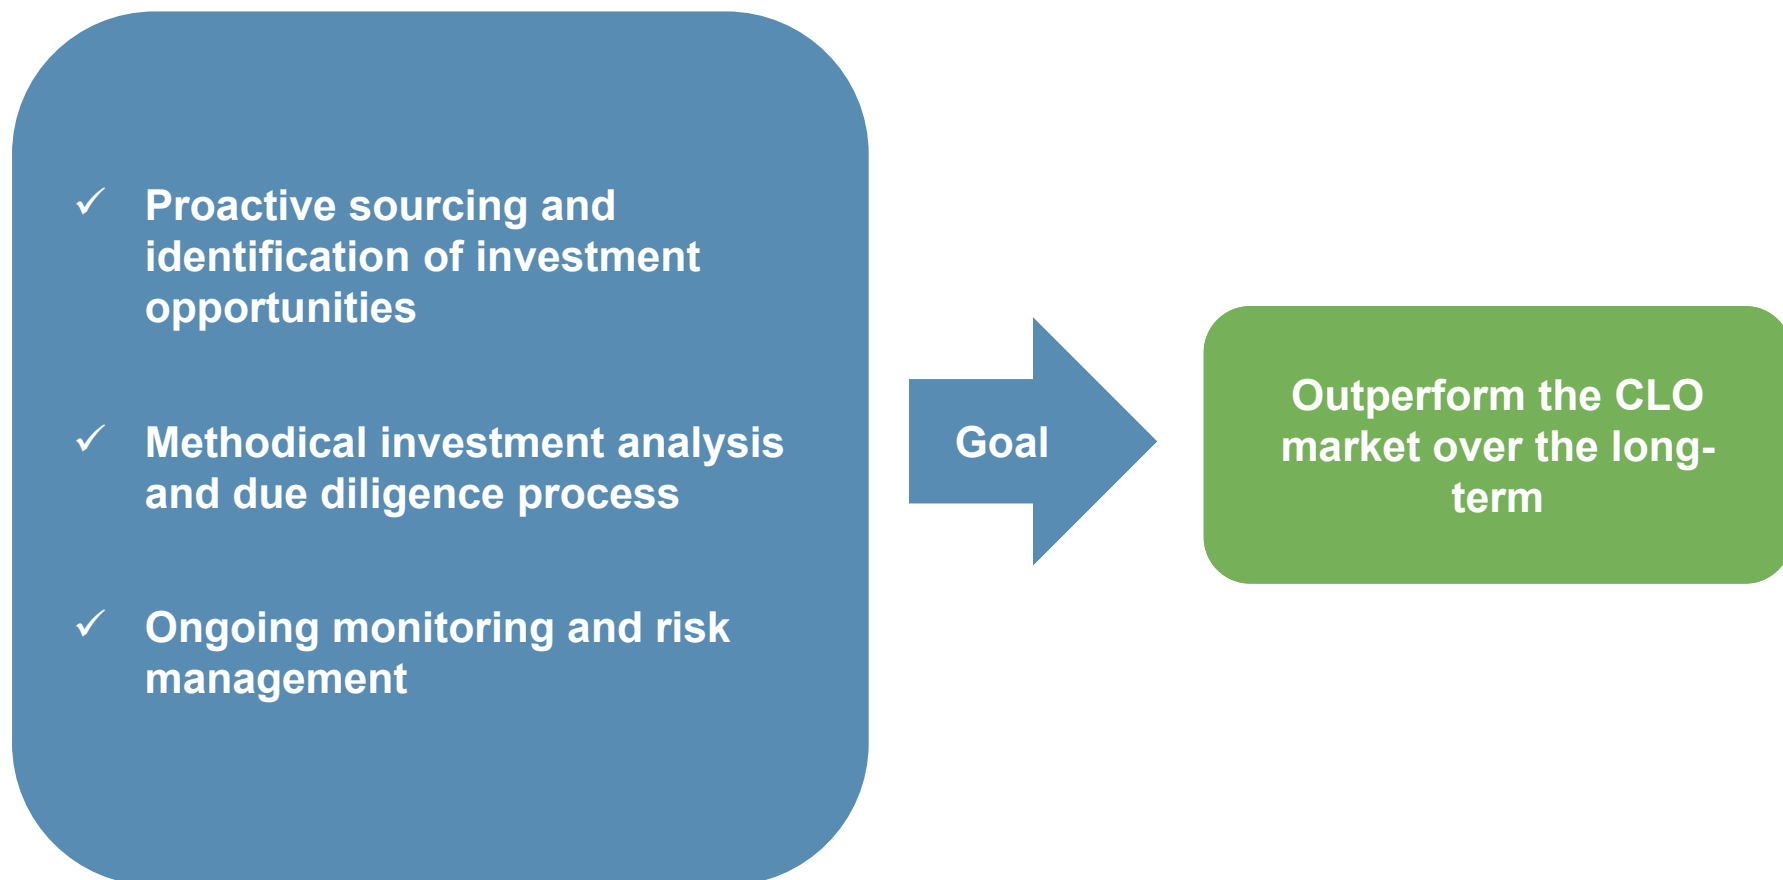 ✓ Proactive sourcing and
identification of investment
opportunities
✓ Methodical investment analysis
and due diligence process
✓ Ongoing monitoring and risk
management
Goal
Outperform the CLO
market over the long-
term